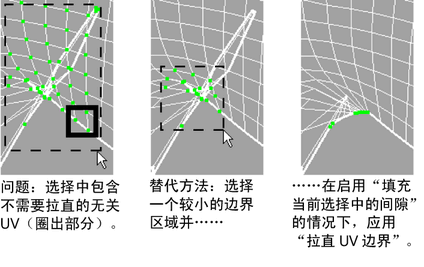 问题：选择中包含
不需要拉直的无关
UV（圈出部分）。
替代方法：选择
一个较小的边界
区域并……
……在启用“填充
当前选择中的间隙”
的情况下，应用
“拉直 UV 边界”。